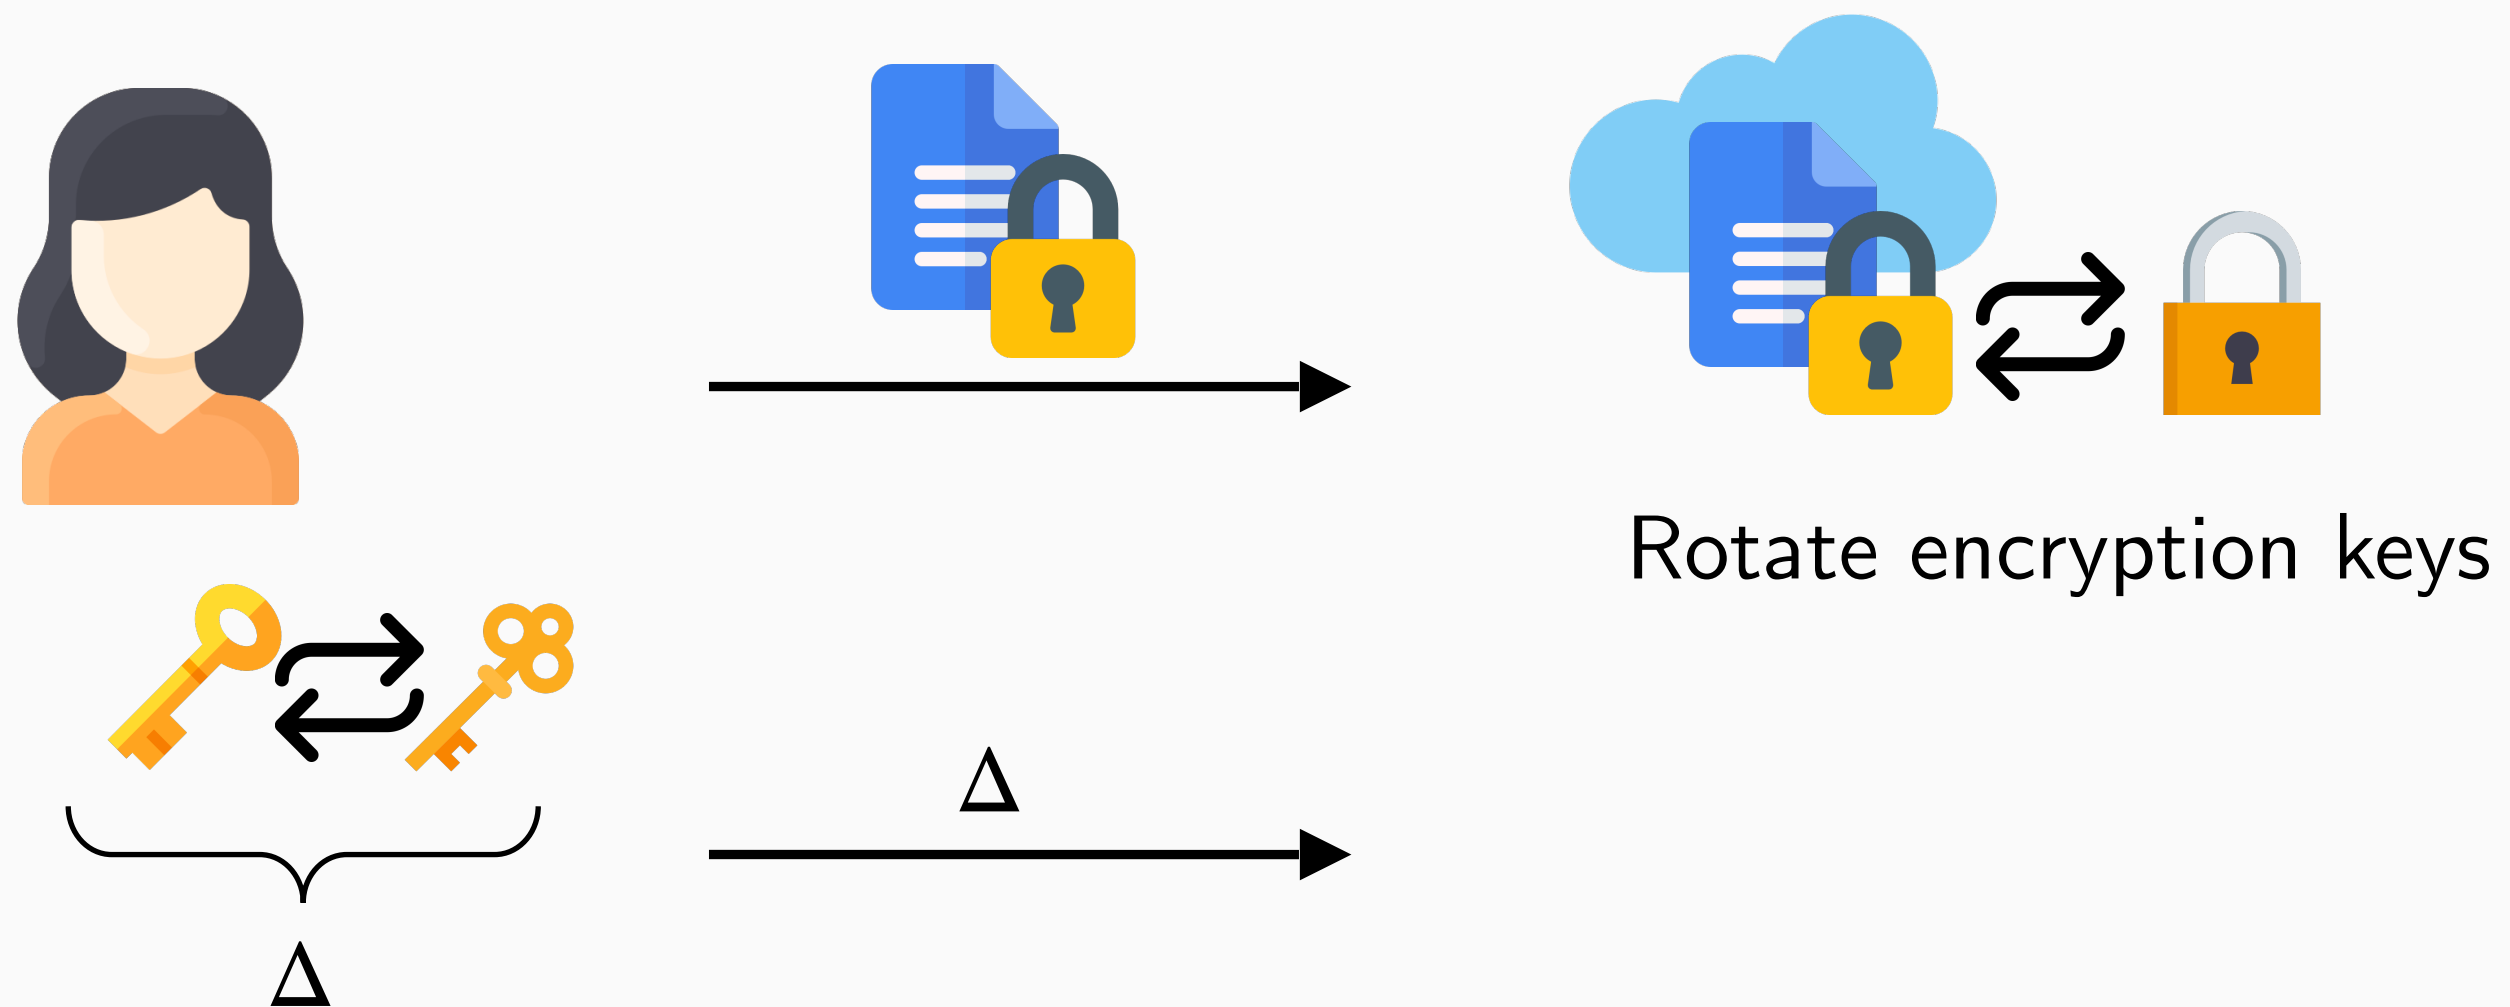 Rotate encryption keys
Δ
Δ